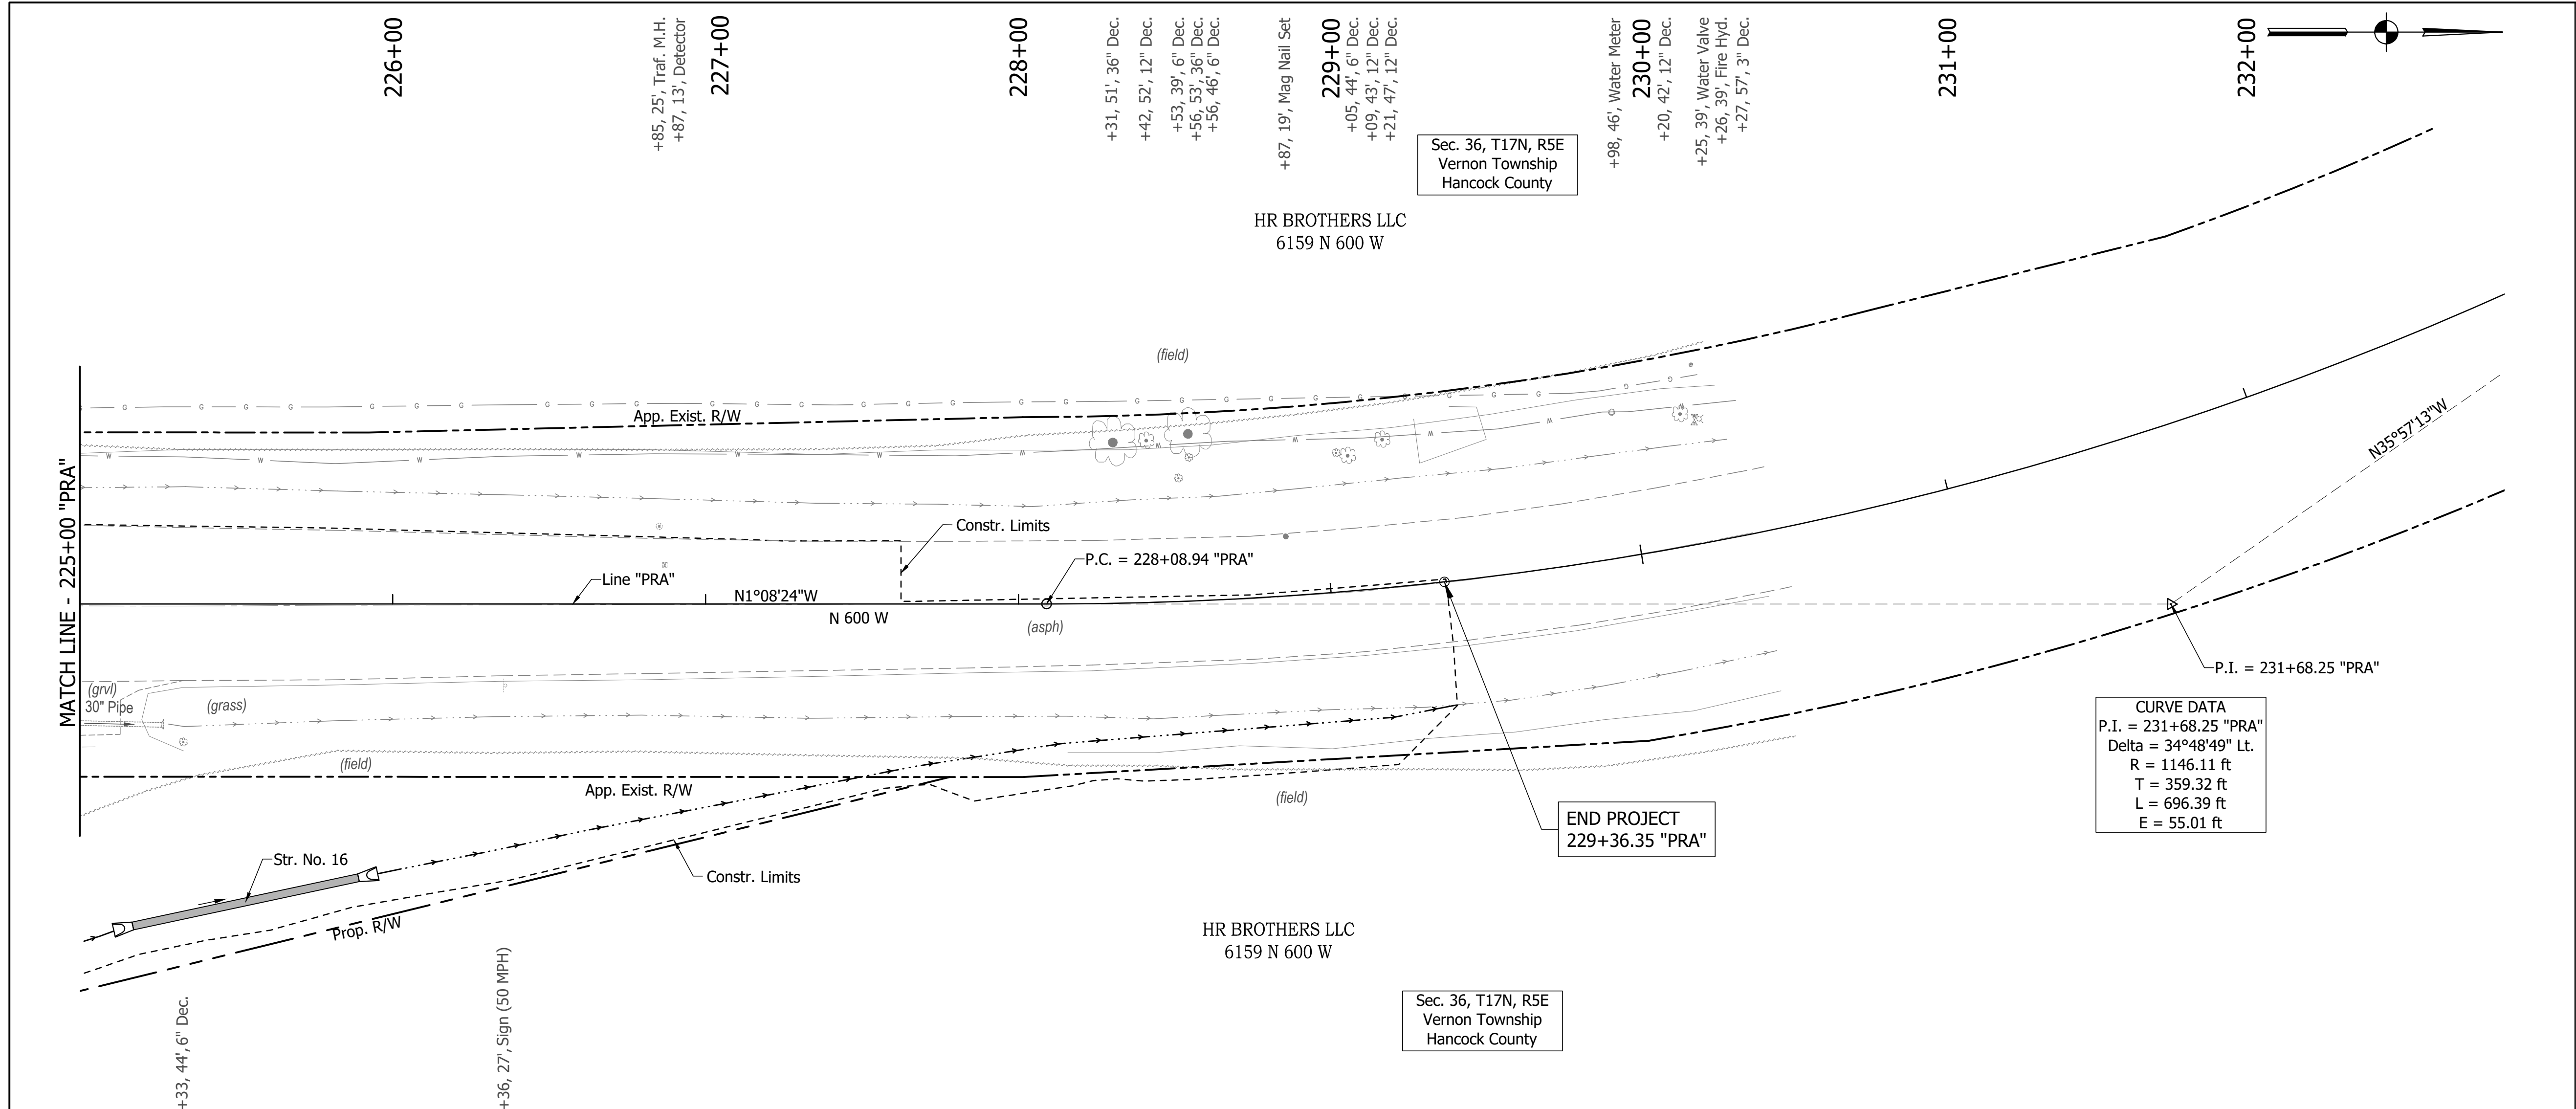 226+00
+85, 25', Traf. M.H.
+87, 13', Detector
227+00
228+00
+31, 51', 36" Dec.
+42, 52', 12" Dec.
+53, 39', 6" Dec.
+56, 53', 36" Dec.
+56, 46', 6" Dec.
+87, 19', Mag Nail Set
229+00
+05, 44', 6" Dec.
+09, 43', 12" Dec.
+21, 47', 12" Dec.
+98, 46', Water Meter
230+00
+20, 42', 12" Dec.
+25, 39', Water Valve
+26, 39', Fire Hyd.
+27, 57', 3" Dec.
231+00
232+00
Sec. 36, T17N, R5E
Vernon Township
Hancock County
HR BROTHERS LLC
6159 N 600 W
(field)
App. Exist. R/W
MATCH LINE - 225+00 "PRA"
Constr. Limits
P.C. = 228+08.94 "PRA"
Line "PRA"
N1°08'24"W
N 600 W
(asph)
N35°57'13"W
P.I. = 231+68.25 "PRA"
(grvl)
30" Pipe
(grass)
(field)
App. Exist. R/W
(field)
CURVE DATA
P.I. = 231+68.25 "PRA"
Delta = 34°48'49" Lt.
R = 1146.11 ft
T = 359.32 ft
L = 696.39 ft
E = 55.01 ft
END PROJECT
229+36.35 "PRA"
Str. No. 16
Constr. Limits
Prop. R/W
HR BROTHERS LLC
6159 N 600 W
+33, 44', 6" Dec.
+36, 27', Sign (50 MPH)
Sec. 36, T17N, R5E
Vernon Township
Hancock County